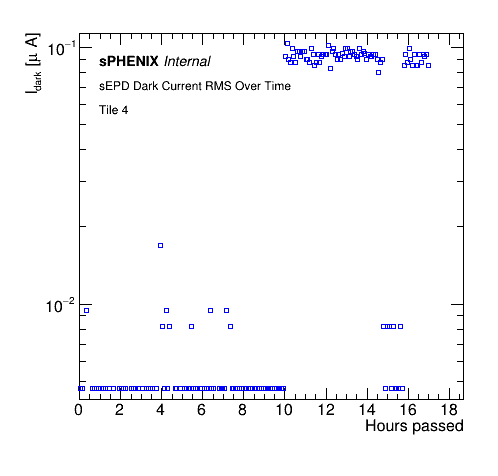 I_dark [μ A]
10⁻¹
sPHENIX Internal
sEPD Dark Current RMS Over Time
Tile 4
10⁻²
0 2 4 6 8 10 12 14 16 18
Hours passed